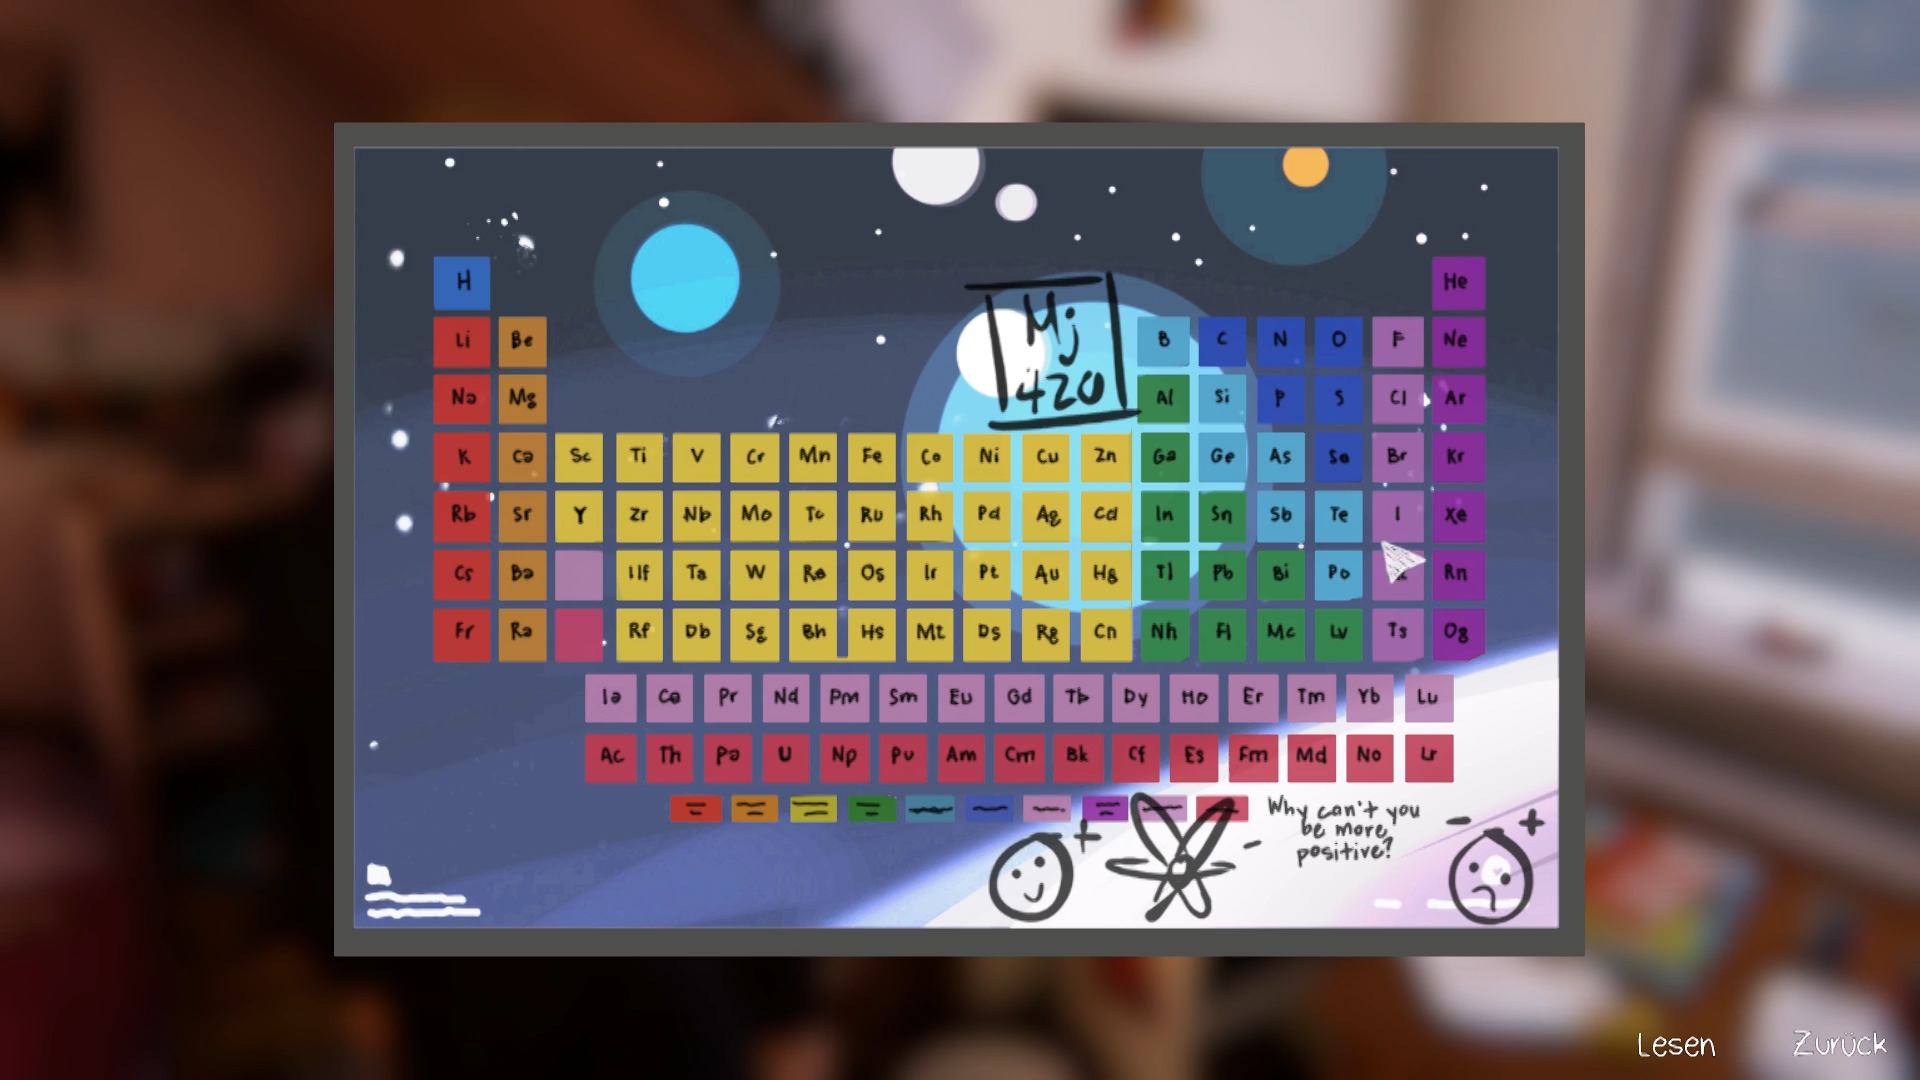 Mj
420
H He
Li Be B C N O F Ne
Na Mg Al Si P S Cl Ar
K Ca Sc Ti V Cr Mn Fe Co Ni Cu Zn Ga Ge As Se Br Kr
Rb Sr Y Zr Nb Mo Tc Ru Rh Pd Ag Cd In Sn Sb Te I Xe
Cs Ba Hf Ta W Re Os Ir Pt Au Hg Tl Pb Bi Po Rn
Fr Ra Rf Db Sg Bh Hs Mt Ds Rg Cn Nh Fl Mc Lv Ts Og
la Ce Pr Nd Pm Sm Eu Gd Tb Dy Ho Er Tm Yb Lu
Ac Th Pa U Np Pu Am Cm Bk Cf Es Fm Md No Lr
Why can't you
be more
positive?
+ - - +
Lesen Zurück